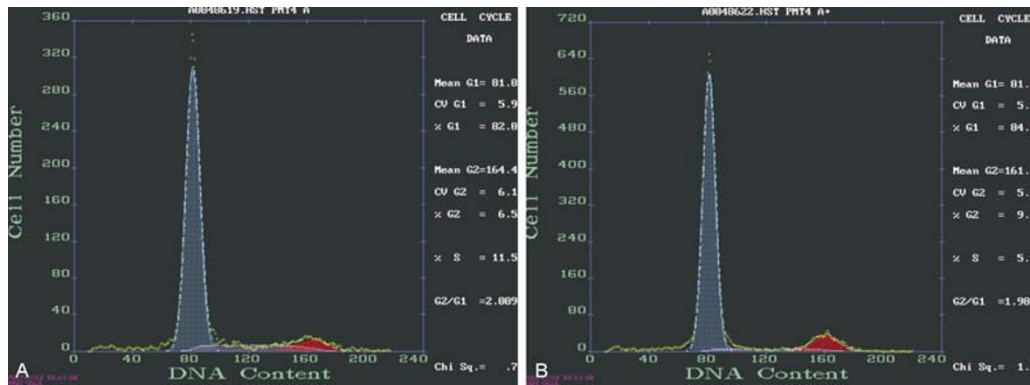 A0048619.HST PMT4 A
CELL CYCLE
DATA
Mean G1= 81.8
CV G1 = 5.9
% G1 = 82.0
Mean G2=164.4
CV G2 = 6.1
% G2 = 6.5
% S = 11.5
G2/G1 =2.009
Chi Sq.= .7
Cell Number
360
320
280
240
200
160
120
80
40
0
0 40 80 120 160 200 240
DNA Content
A
A0048622.HST PMT4 A+
CELL CYCLE
DATA
Mean G1= 81.
CV G1 = 5.
% G1 = 84.
Mean G2=161.
CV G2 = 5.
% G2 = 9.
% S = 5.
G2/G1 =1.98
Chi Sq.= 1.
Cell Number
720
640
560
480
400
320
240
160
80
0
0 40 80 120 160 200 240
DNA Content
B